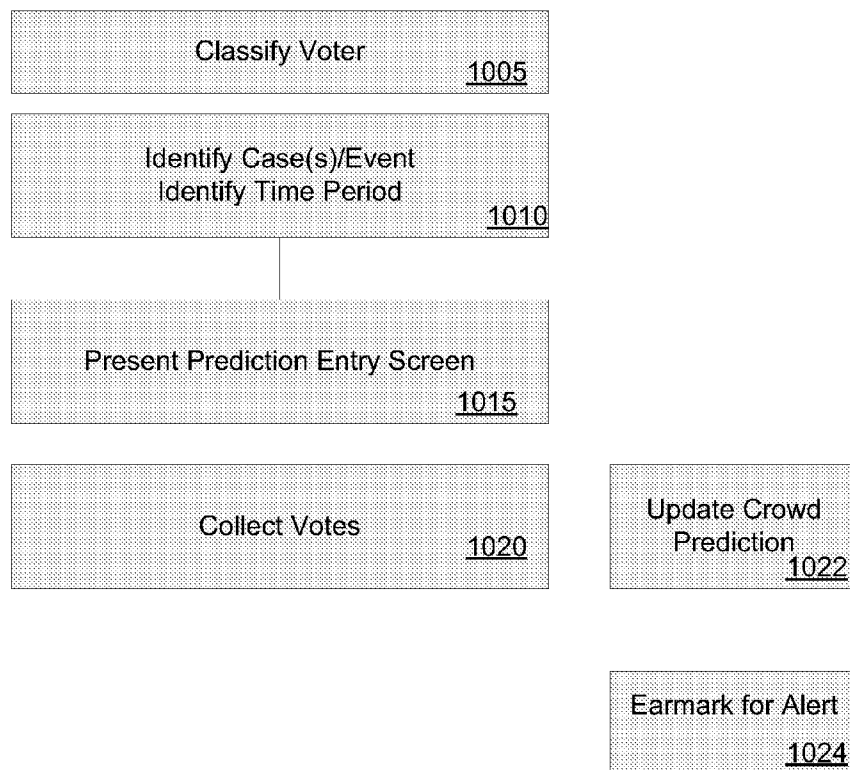 Classify Voter
1005
Identify Case(s)/Event
Identify Time Period
1010
Present Prediction Entry Screen
1015
Collect Votes
1020
Update Crowd
Prediction
1022
Earmark for Alert
1024